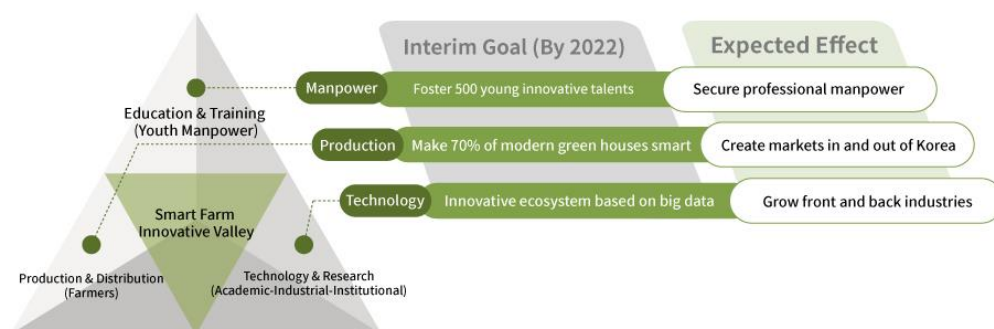 Interim Goal (By 2022)
Expected Effect
Manpower
Foster 500 young innovative talents
Secure professional manpower
Education & Training
(Youth Manpower)
Production
Make 70% of modern green houses smart
Create markets in and out of Korea
Technology
Innovative ecosystem based on big data
Grow front and back industries
Smart Farm
Innovative Valley
Production & Distribution
(Farmers)
Technology & Research
(Academic-Industrial-Institutional)